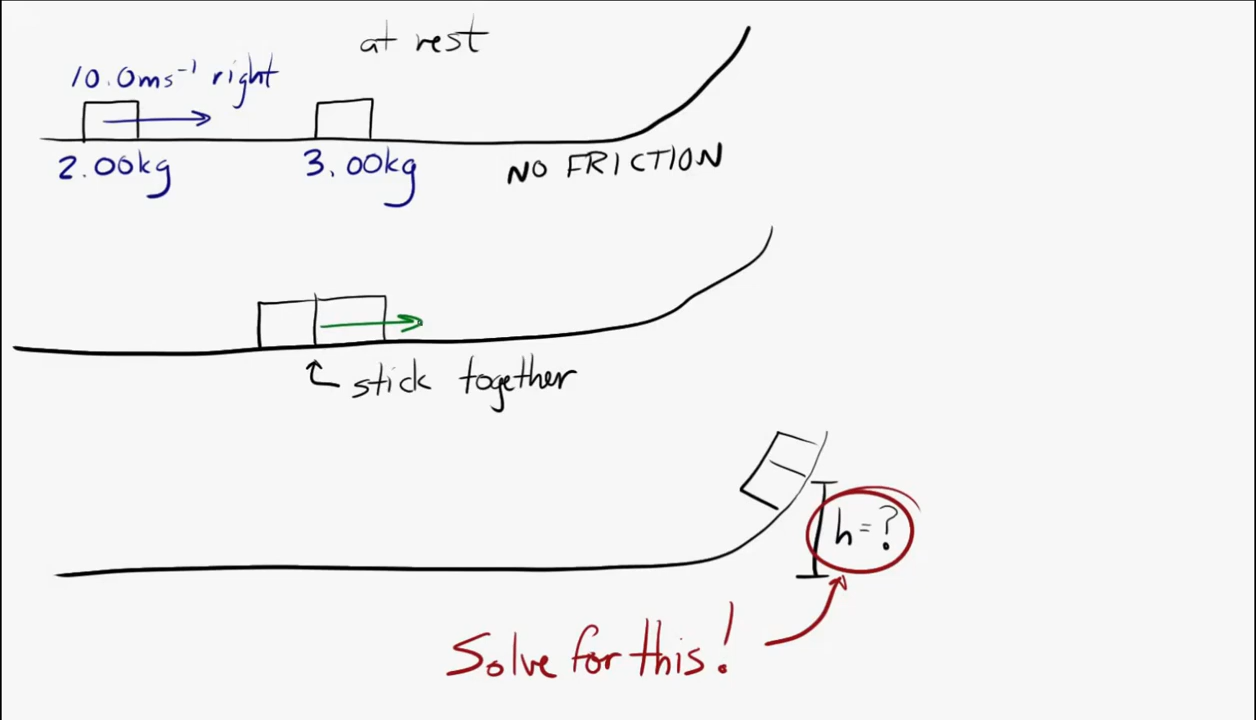 at rest
10.0ms⁻¹ right
2.00kg
3.00kg
NO FRICTION
stick together
h=?
Solve for this!